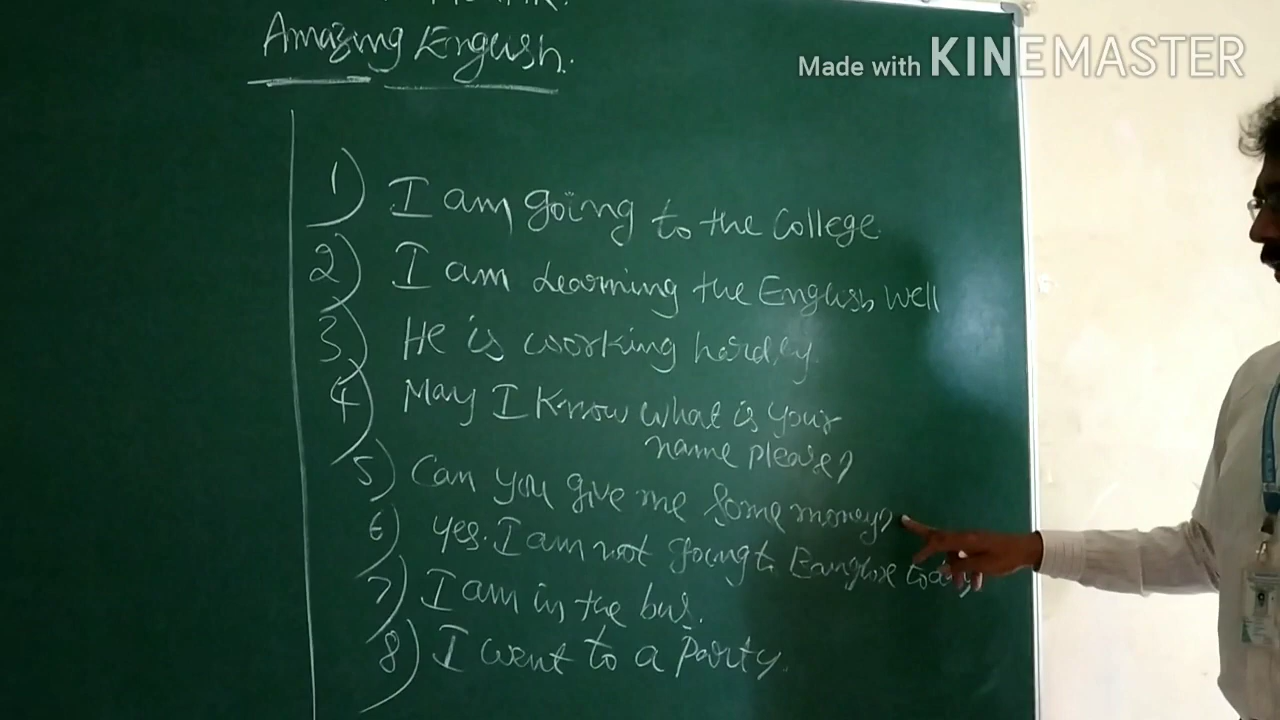 Amazing English.
Made with KINEMASTER
1) I am going to the College.
2) I am Learning the English well
3) He is working hardly.
4) May I Know what is your
name please?
5) Can you give me some money?
6) yes. I am not going to Banglore today
7) I am in the bus.
8) I went to a party.